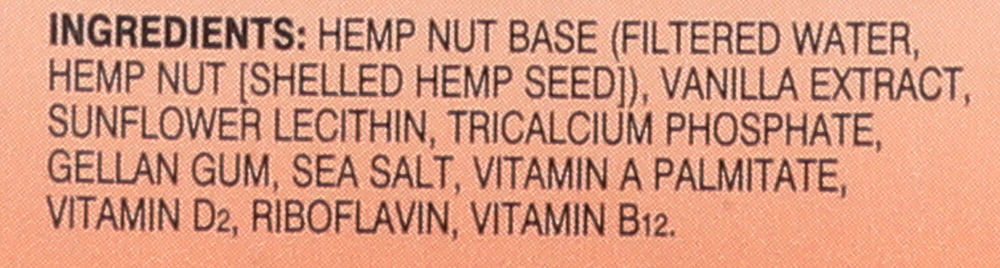 INGREDIENTS: HEMP NUT BASE (FILTERED WATER,
HEMP NUT [SHELLED HEMP SEED]), VANILLA EXTRACT,
SUNFLOWER LECITHIN, TRICALCIUM PHOSPHATE,
GELLAN GUM, SEA SALT, VITAMIN A PALMITATE,
VITAMIN D2, RIBOFLAVIN, VITAMIN B12.